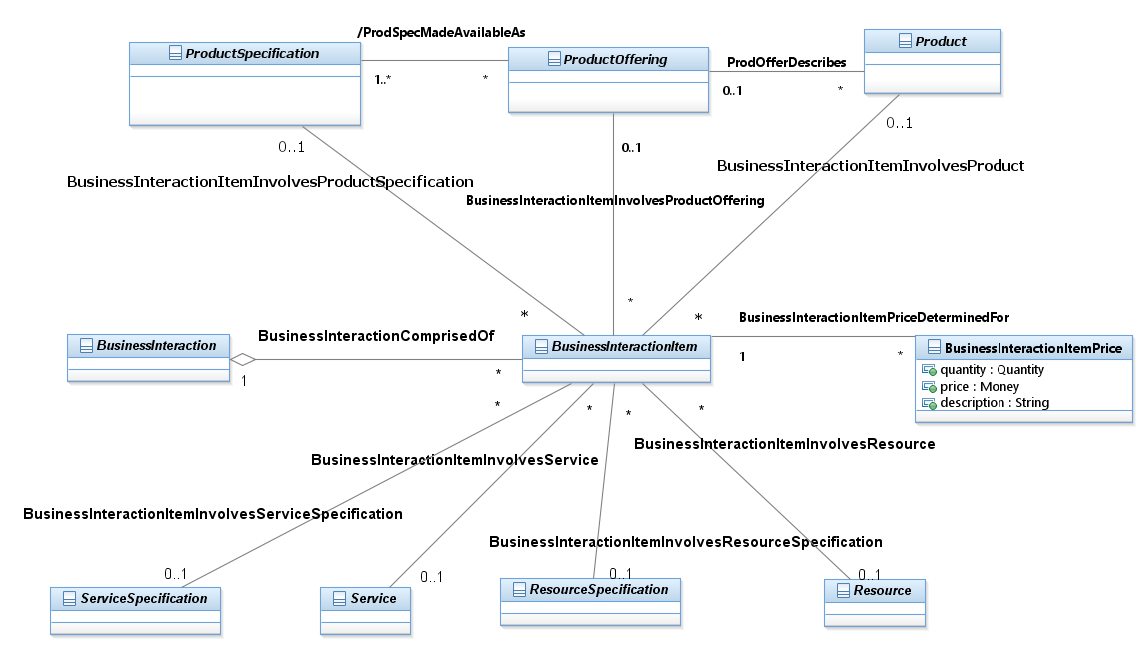 /ProdSpecMadeAvailableAs
ProductSpecification
ProductOffering
Product
ProdOfferDescribes
1..*
*
0..1
*
0..1
0..1
0..1
BusinessInteractionItemInvolvesProductSpecification
BusinessInteractionItemInvolvesProductOffering
BusinessInteractionItemInvolvesProduct
*
*
*
BusinessInteractionItemPriceDeterminedFor
BusinessInteraction
BusinessInteractionComprisedOf
BusinessInteractionItem
BusinessInteractionItemPrice
1
*
1
*
quantity : Quantity
price : Money
description : String
*
*
*
*
BusinessInteractionItemInvolvesResource
BusinessInteractionItemInvolvesService
BusinessInteractionItemInvolvesServiceSpecification
BusinessInteractionItemInvolvesResourceSpecification
0..1
0..1
0..1
0..1
ServiceSpecification
Service
ResourceSpecification
Resource